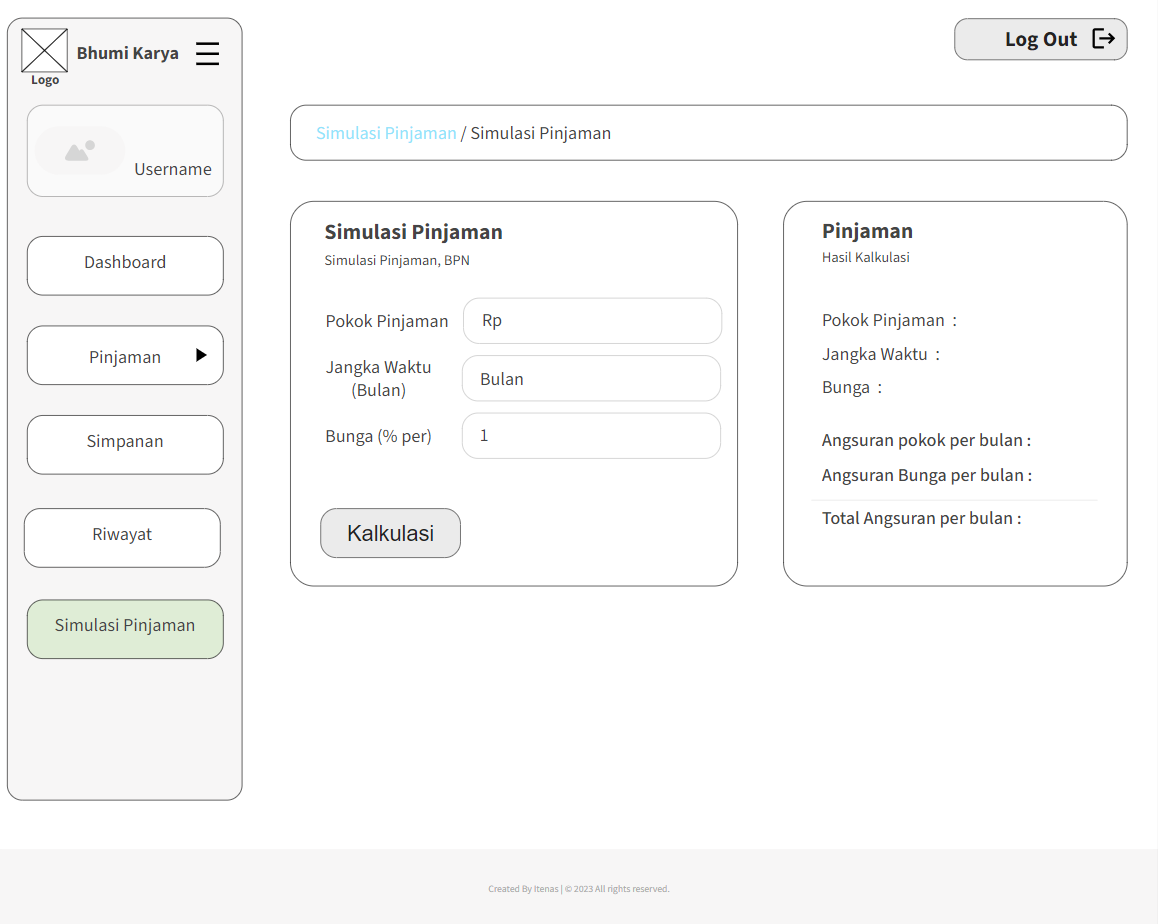 Bhumi Karya
Logo
Username
Dashboard
Pinjaman
Simpanan
Riwayat
Simulasi Pinjaman
Log Out
Simulasi Pinjaman / Simulasi Pinjaman
Simulasi Pinjaman
Simulasi Pinjaman, BPN
Pokok Pinjaman
Rp
Jangka Waktu
(Bulan)
Bulan
Bunga (% per)
1
Kalkulasi
Pinjaman
Hasil Kalkulasi
Pokok Pinjaman :
Jangka Waktu :
Bunga :
Angsuran pokok per bulan :
Angsuran Bunga per bulan :
Total Angsuran per bulan :
Created By Itenas | © 2023 All rights reserved.